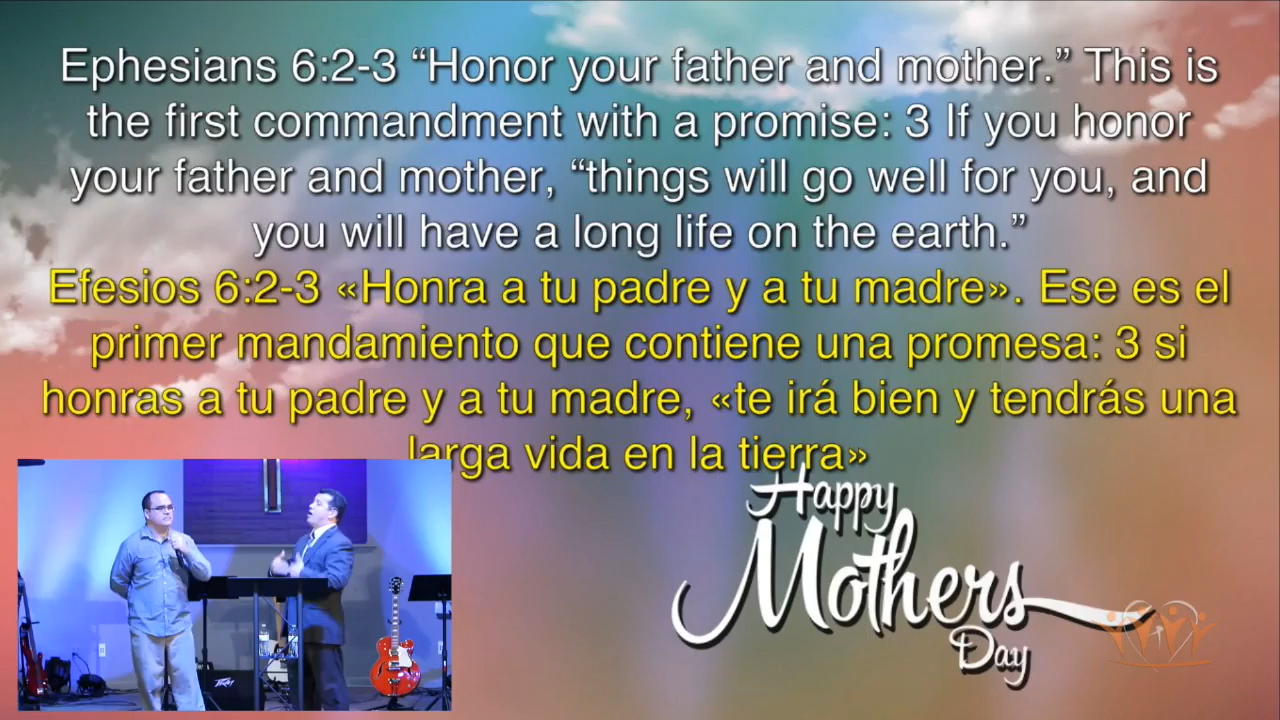 Ephesians 6:2-3 “Honor your father and mother.” This is
the first commandment with a promise: 3 If you honor
your father and mother, “things will go well for you, and
you will have a long life on the earth.”
Efesios 6:2-3 «Honra a tu padre y a tu madre». Ese es el
primer mandamiento que contiene una promesa: 3 si
honras a tu padre y a tu madre, «te irá bien y tendrás una
larga vida en la tierra»
Happy
Mothers
Day
PEAVEY